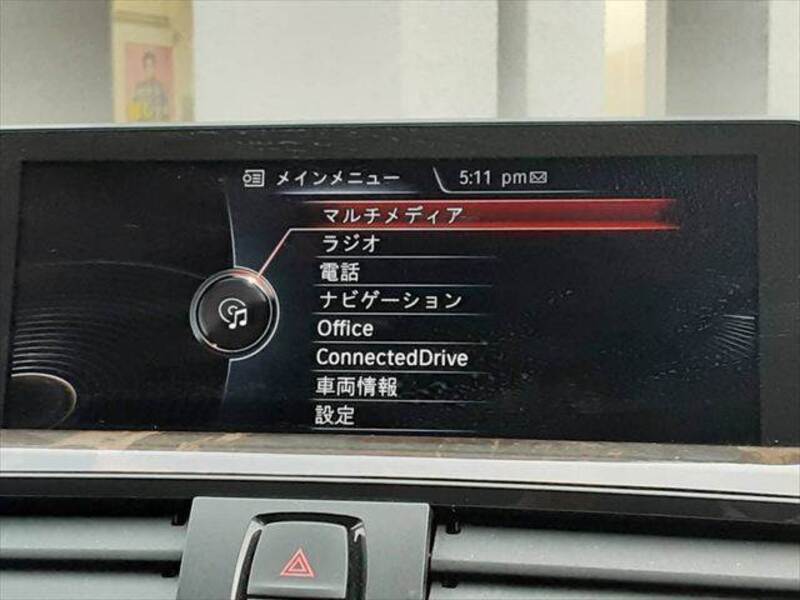 メインメニュー 5:11 pm
マルチメディア
ラジオ
電話
ナビゲーション
Office
ConnectedDrive
車両情報
設定